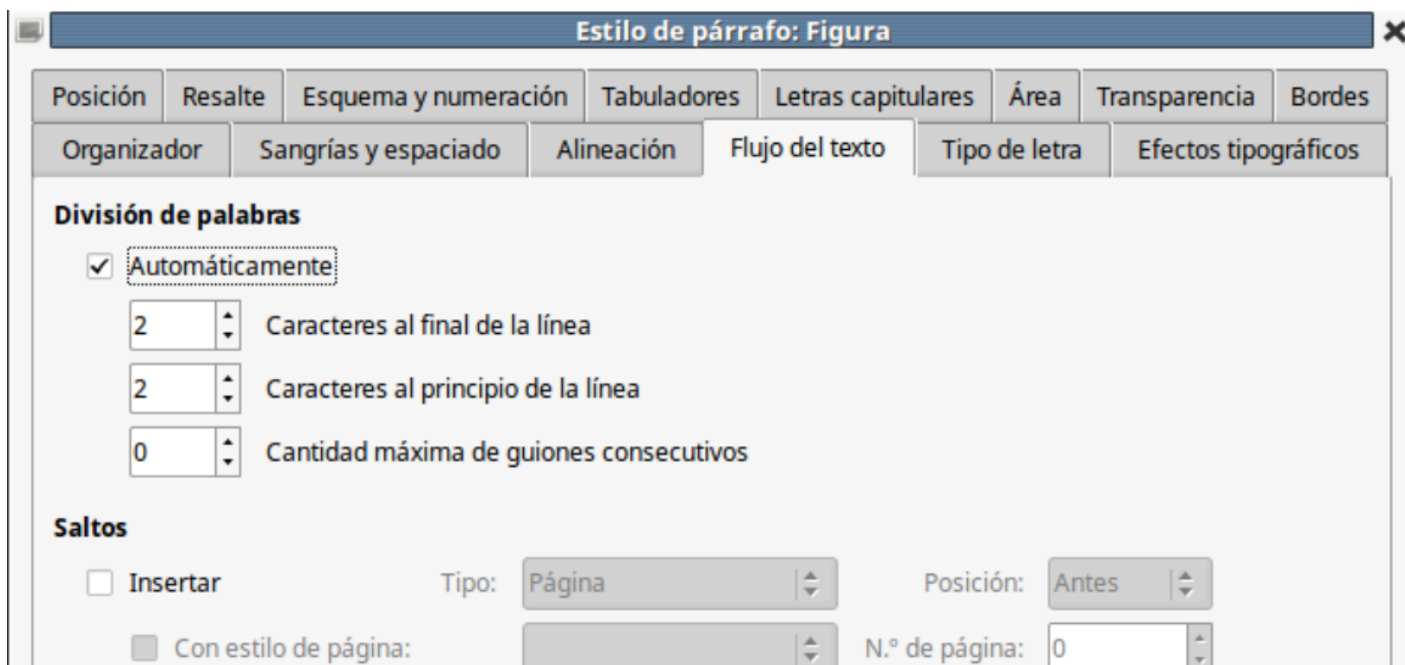 Estilo de párrafo: Figura
Posición Resalte Esquema y numeración Tabuladores Letras capitulares Área Transparencia Bordes
Organizador Sangrías y espaciado Alineación Flujo del texto Tipo de letra Efectos tipográficos
División de palabras
Automáticamente
2 Caracteres al final de la línea
2 Caracteres al principio de la línea
0 Cantidad máxima de guiones consecutivos
Saltos
Insertar Tipo: Página Posición: Antes
Con estilo de página: N.º de página: 0